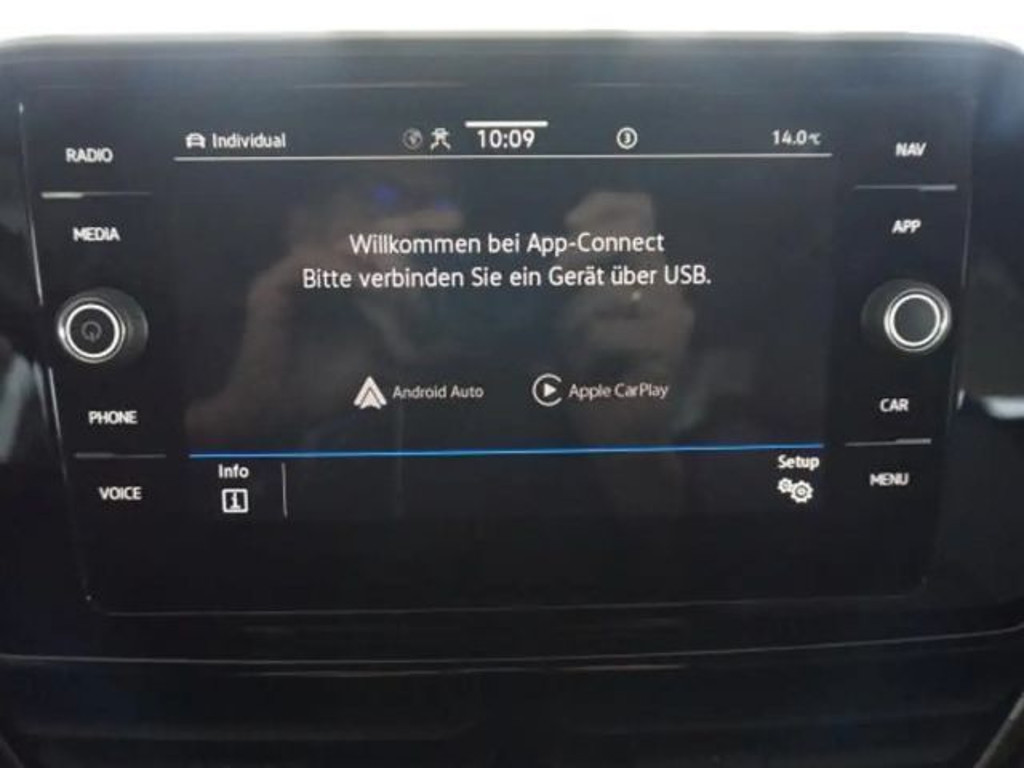 RADIO
MEDIA
PHONE
VOICE
Individual 10:09 3 14.0°C
Willkommen bei App-Connect
Bitte verbinden Sie ein Gerät über USB.
Android Auto Apple CarPlay
Info Setup
NAV
APP
CAR
MENU